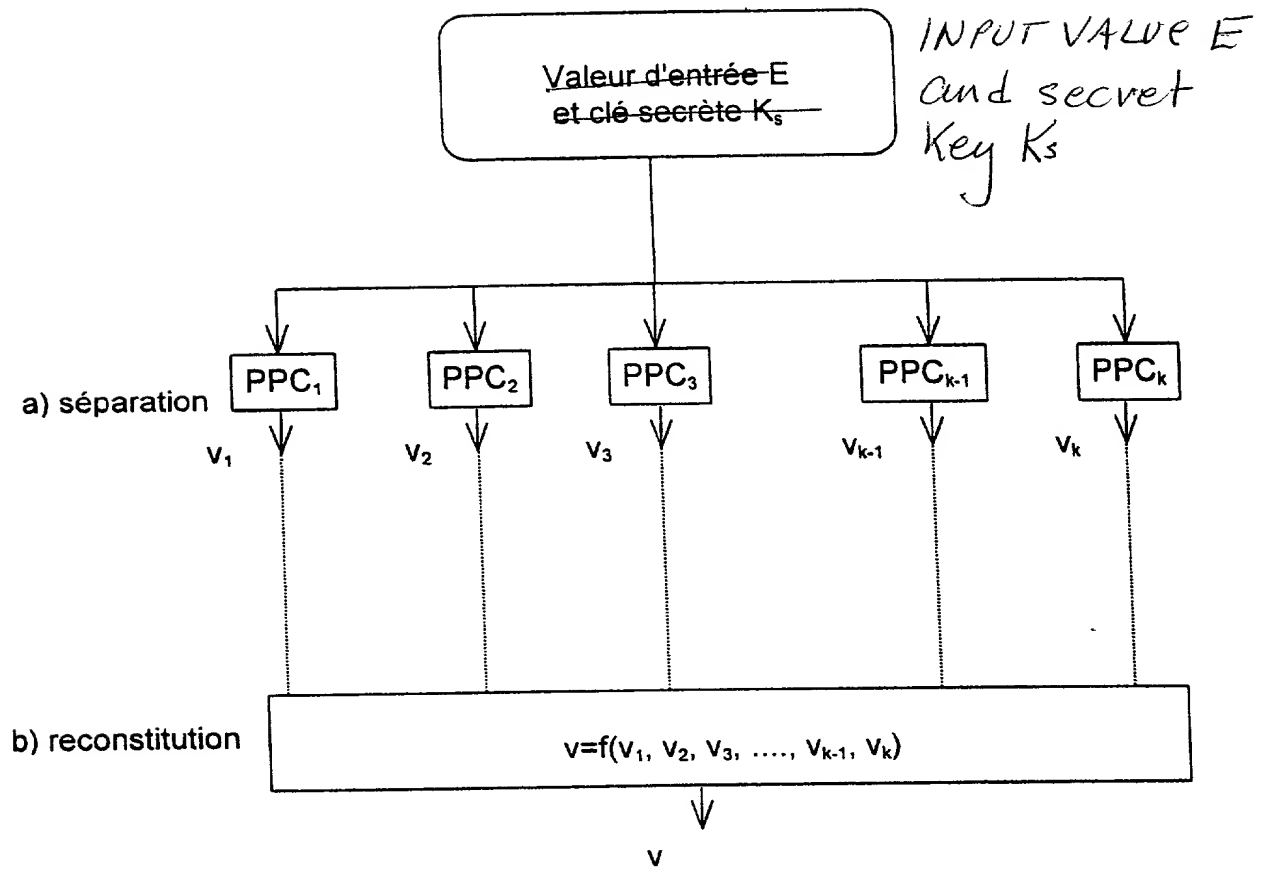 Valeur d'entrée E
et clé secrète Kₛ
INPUT VALUE E
and secret
Key Ks
PPC₁ PPC₂ PPC₃ PPCₖ₋₁ PPCₖ
a) séparation
v₁ v₂ v₃ vₖ₋₁ vₖ
b) reconstitution
v=f(v₁, v₂, v₃, ...., vₖ₋₁, vₖ)
v